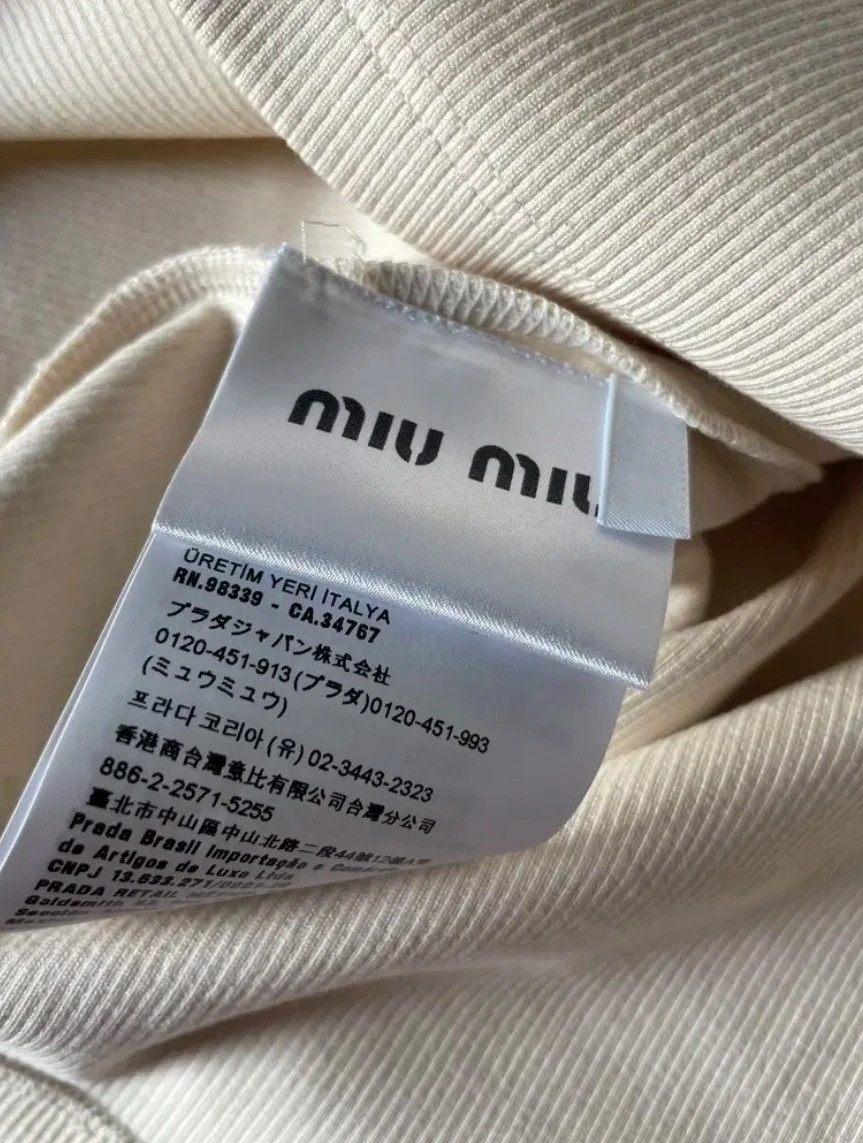 miu miu
ÜRETİM YERİ İTALYA
RN.98339 - CA.34767
プラダジャパン株式会社
0120-451-913(プラダ)0120-451-993
(ミュウミュウ)
프라다 코리아 (유) 02-3443-2323
香港商台灣意比有限公司台灣分公司
886-2-2571-5255
臺北市中山區中山北路二段44號12樓
Prada Brasil Importação e
de Artigos de Luxo Ltda
CNPJ 13.633.271/
PRADA RETAIL
Goldsmith